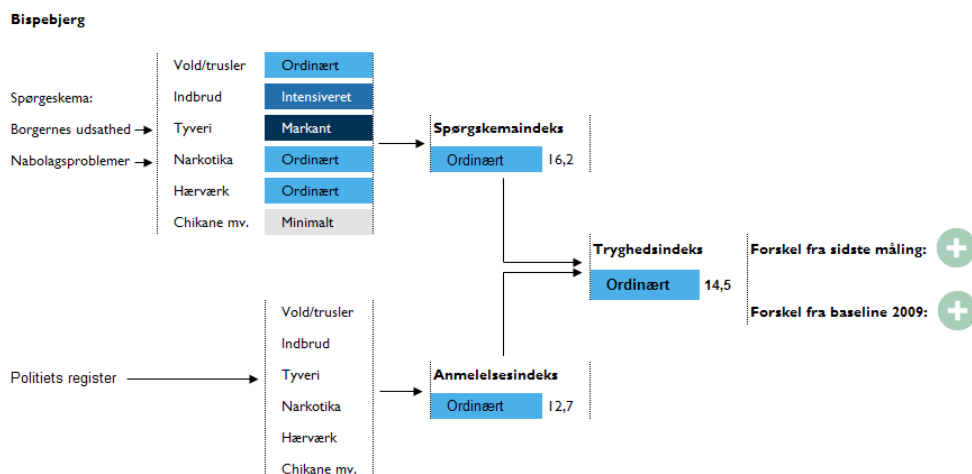 Bispebjerg
Vold/trusler Ordinært
Spørgeskema: Indbrud Intensiveret
Borgernes udsathed Tyveri Markant
Nabolagsproblemer Narkotika Ordinært
Hærværk Ordinært
Chikane mv. Minimalt
Spørgskemaindeks
Ordinært 16,2
Tryghedsindeks
Ordinært 14,5
Forskel fra sidste måling:
Forskel fra baseline 2009:
Politiets register
Vold/trusler
Indbrud
Tyveri
Narkotika
Hærværk
Chikane mv.
Anmelelsesindeks
Ordinært 12,7